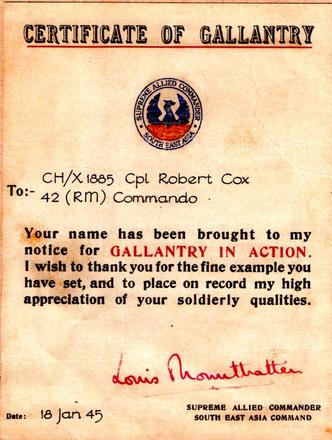 CERTIFICATE OF GALLANTRY
SUPREME ALLIED COMMANDER
SOUTH EAST ASIA
To:- CH/X.1885 Cpl Robert Cox
42 (RM) Commando
Your name has been brought to my
notice for GALLANTRY IN ACTION.
I wish to thank you for the fine example you
have set, and to place on record my high
appreciation of your soldierly qualities.
Louis Mountbatten
Date: 18 Jan 45
SUPREME ALLIED COMMANDER
SOUTH EAST ASIA COMMAND